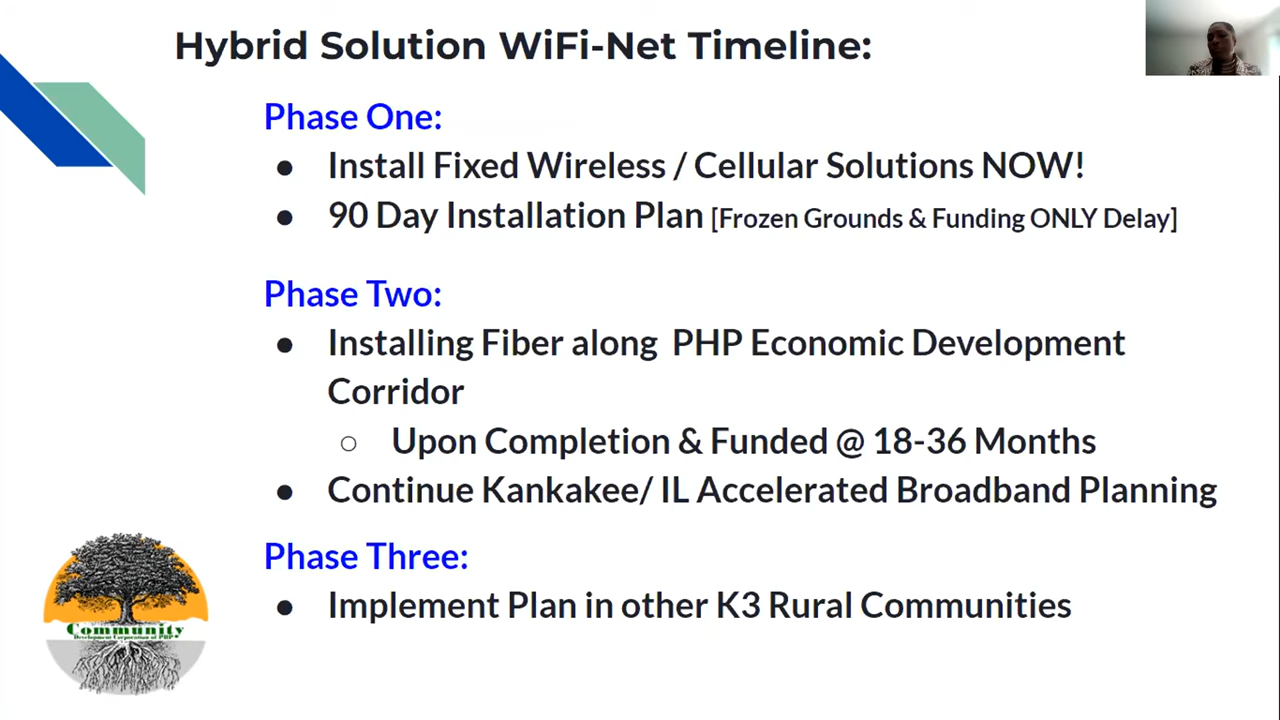 Hybrid Solution WiFi-Net Timeline:
Phase One:
● Install Fixed Wireless / Cellular Solutions NOW!
● 90 Day Installation Plan [Frozen Grounds & Funding ONLY Delay]
Phase Two:
● Installing Fiber along PHP Economic Development
Corridor
○ Upon Completion & Funded @ 18-36 Months
● Continue Kankakee/ IL Accelerated Broadband Planning
Phase Three:
● Implement Plan in other K3 Rural Communities
Community
Development Corporation of PHP